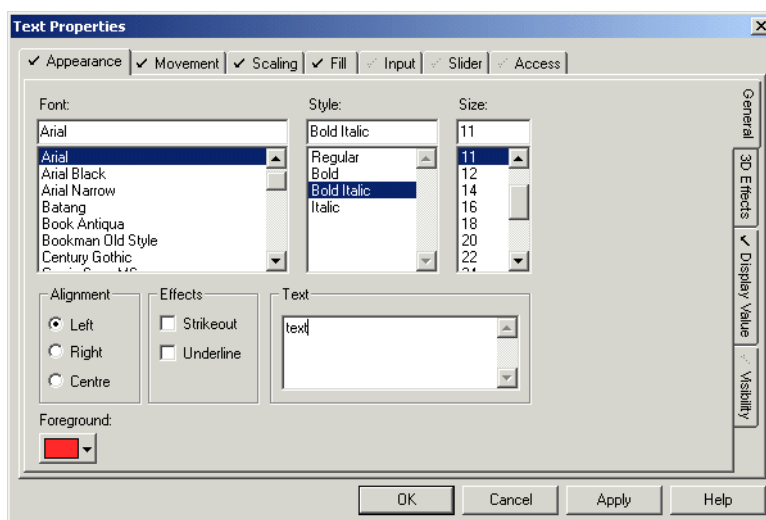 Text Properties
Appearance Movement Scaling Fill Input Slider Access
Font: Style: Size:
Arial Bold Italic 11
Arial Regular 11
Arial Black Bold 12
Arial Narrow Bold Italic 14
Batang Italic 16
Book Antiqua 18
Bookman Old Style 20
Century Gothic 22
Alignment Effects Text
Left Strikeout text
Right Underline
Centre
Foreground:
General
3D Effects
Display Value
Visibility
OK Cancel Apply Help